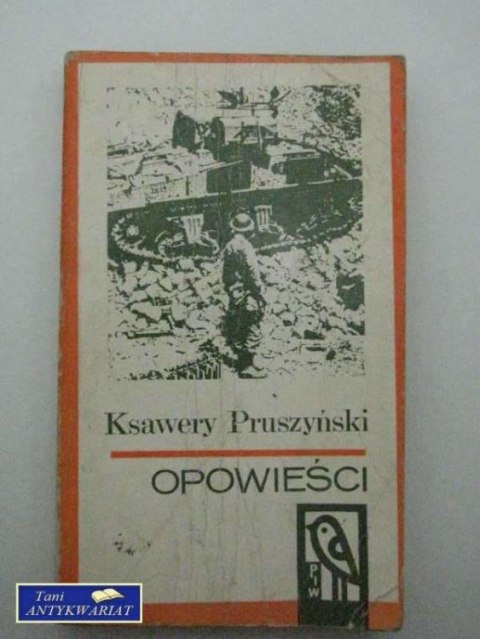 Ksawery Pruszyński
OPOWIEŚCI
PIW
Tani
ANTYKWARIAT